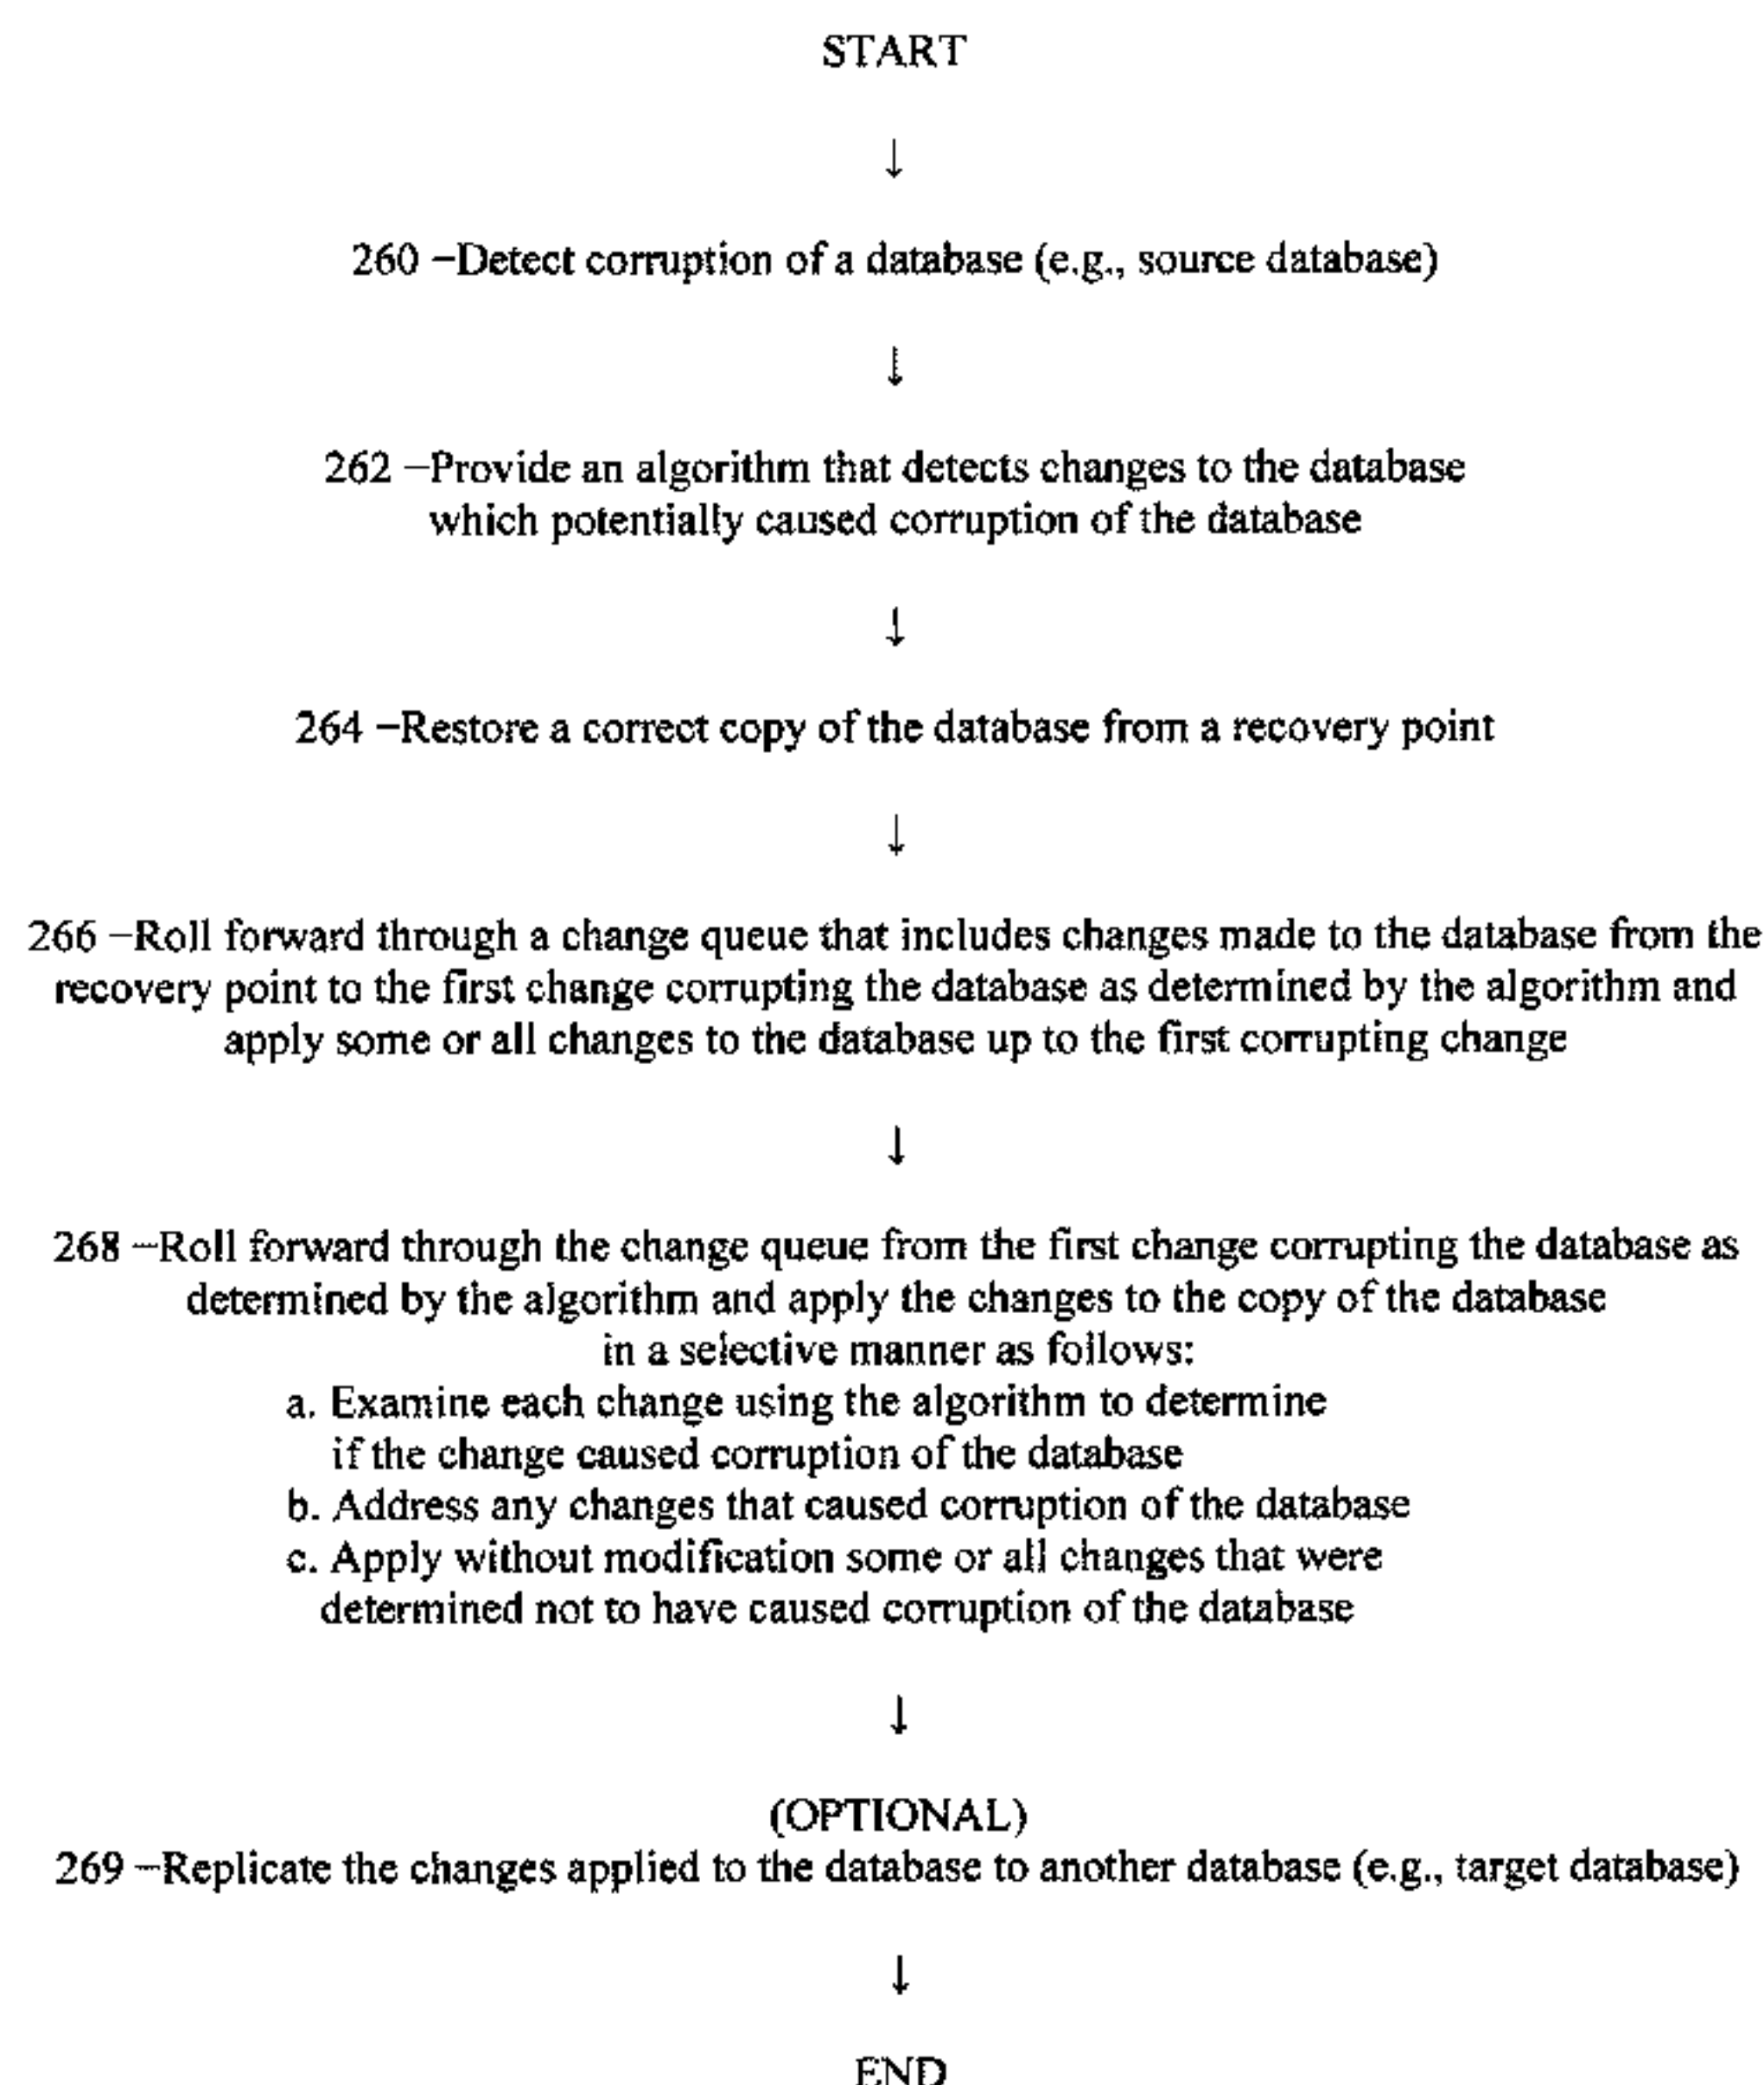 START
↓
260 –Detect corruption of a database (e.g., source database)
↓
262 –Provide an algorithm that detects changes to the database
which potentially caused corruption of the database
↓
264 –Restore a correct copy of the database from a recovery point
↓
266 –Roll forward through a change queue that includes changes made to the database from the
recovery point to the first change corrupting the database as determined by the algorithm and
apply some or all changes to the database up to the first corrupting change
↓
268 –Roll forward through the change queue from the first change corrupting the database as
determined by the algorithm and apply the changes to the copy of the database
in a selective manner as follows:
a. Examine each change using the algorithm to determine
if the change caused corruption of the database
b. Address any changes that caused corruption of the database
c. Apply without modification some or all changes that were
determined not to have caused corruption of the database
↓
(OPTIONAL)
269 –Replicate the changes applied to the database to another database (e.g., target database)
↓
END